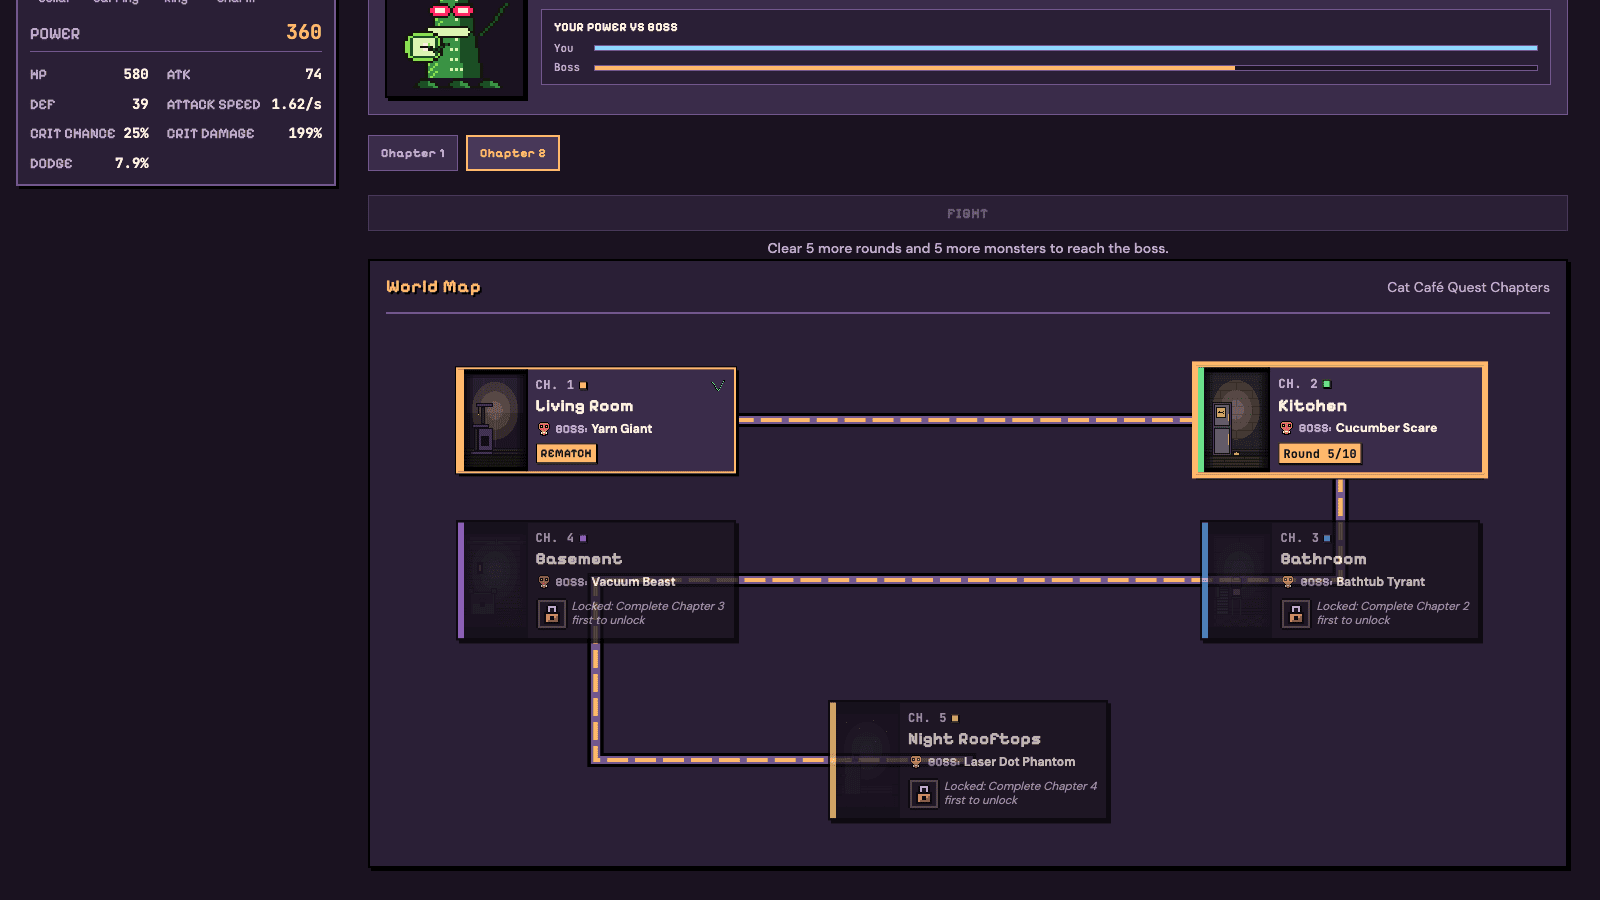 POWER 360
HP 580 ATK 74
DEF 39 ATTACK SPEED 1.62/s
CRIT CHANCE 25% CRIT DAMAGE 199%
DODGE 7.9%
YOUR POWER VS BOSS
You
Boss
Chapter 1 Chapter 2
FIGHT
Clear 5 more rounds and 5 more monsters to reach the boss.
World Map Cat Café Quest Chapters
CH. 1
Living Room
BOSS: Yarn Giant
REMATCH
CH. 2
Kitchen
BOSS: Cucumber Scare
Round 5/10
CH. 4
Basement
BOSS: Vacuum Beast
Locked: Complete Chapter 3
first to unlock
CH. 3
Bathroom
BOSS: Bathtub Tyrant
Locked: Complete Chapter 2
first to unlock
CH. 5
Night Rooftops
BOSS: Laser Dot Phantom
Locked: Complete Chapter 4
first to unlock